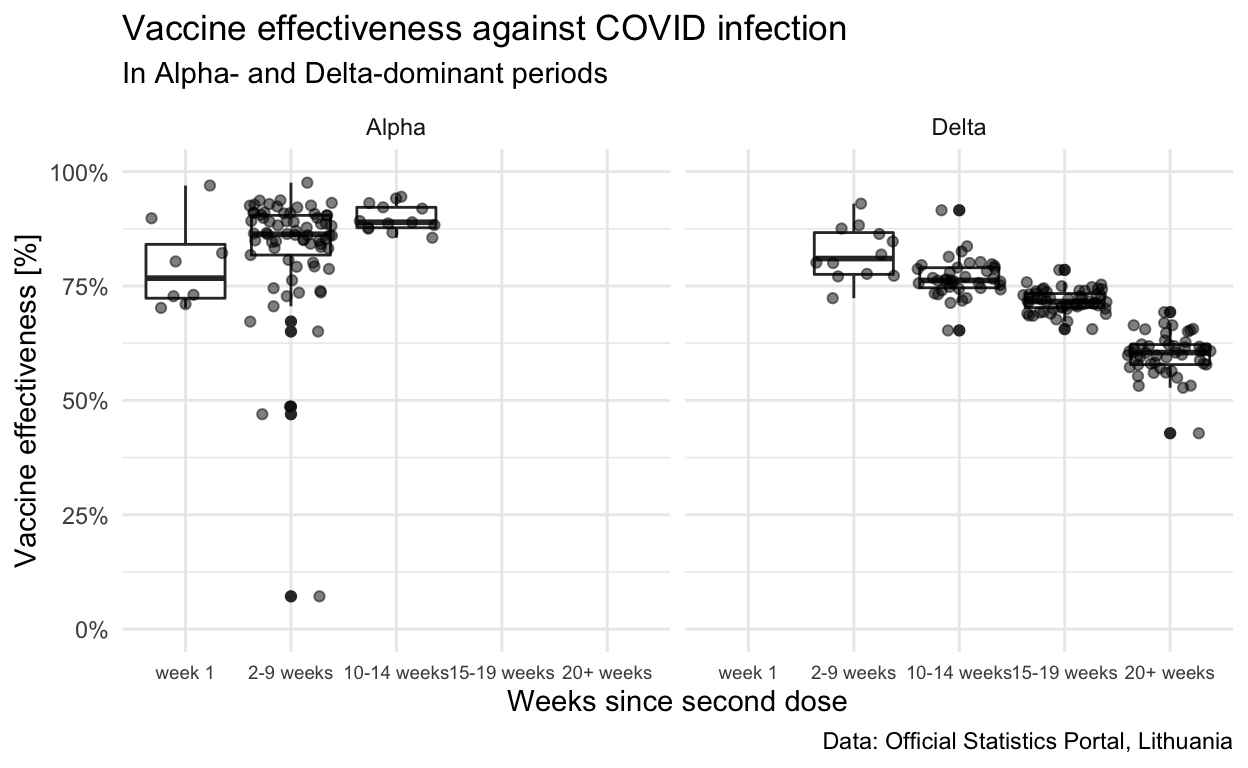 Vaccine effectiveness against COVID infection
In Alpha- and Delta-dominant periods
Alpha
Delta
Vaccine effectiveness [%]
100%
75%
50%
25%
0%
week 1 2-9 weeks 10-14 weeks 15-19 weeks 20+ weeks
week 1 2-9 weeks 10-14 weeks 15-19 weeks 20+ weeks
Weeks since second dose
Data: Official Statistics Portal, Lithuania